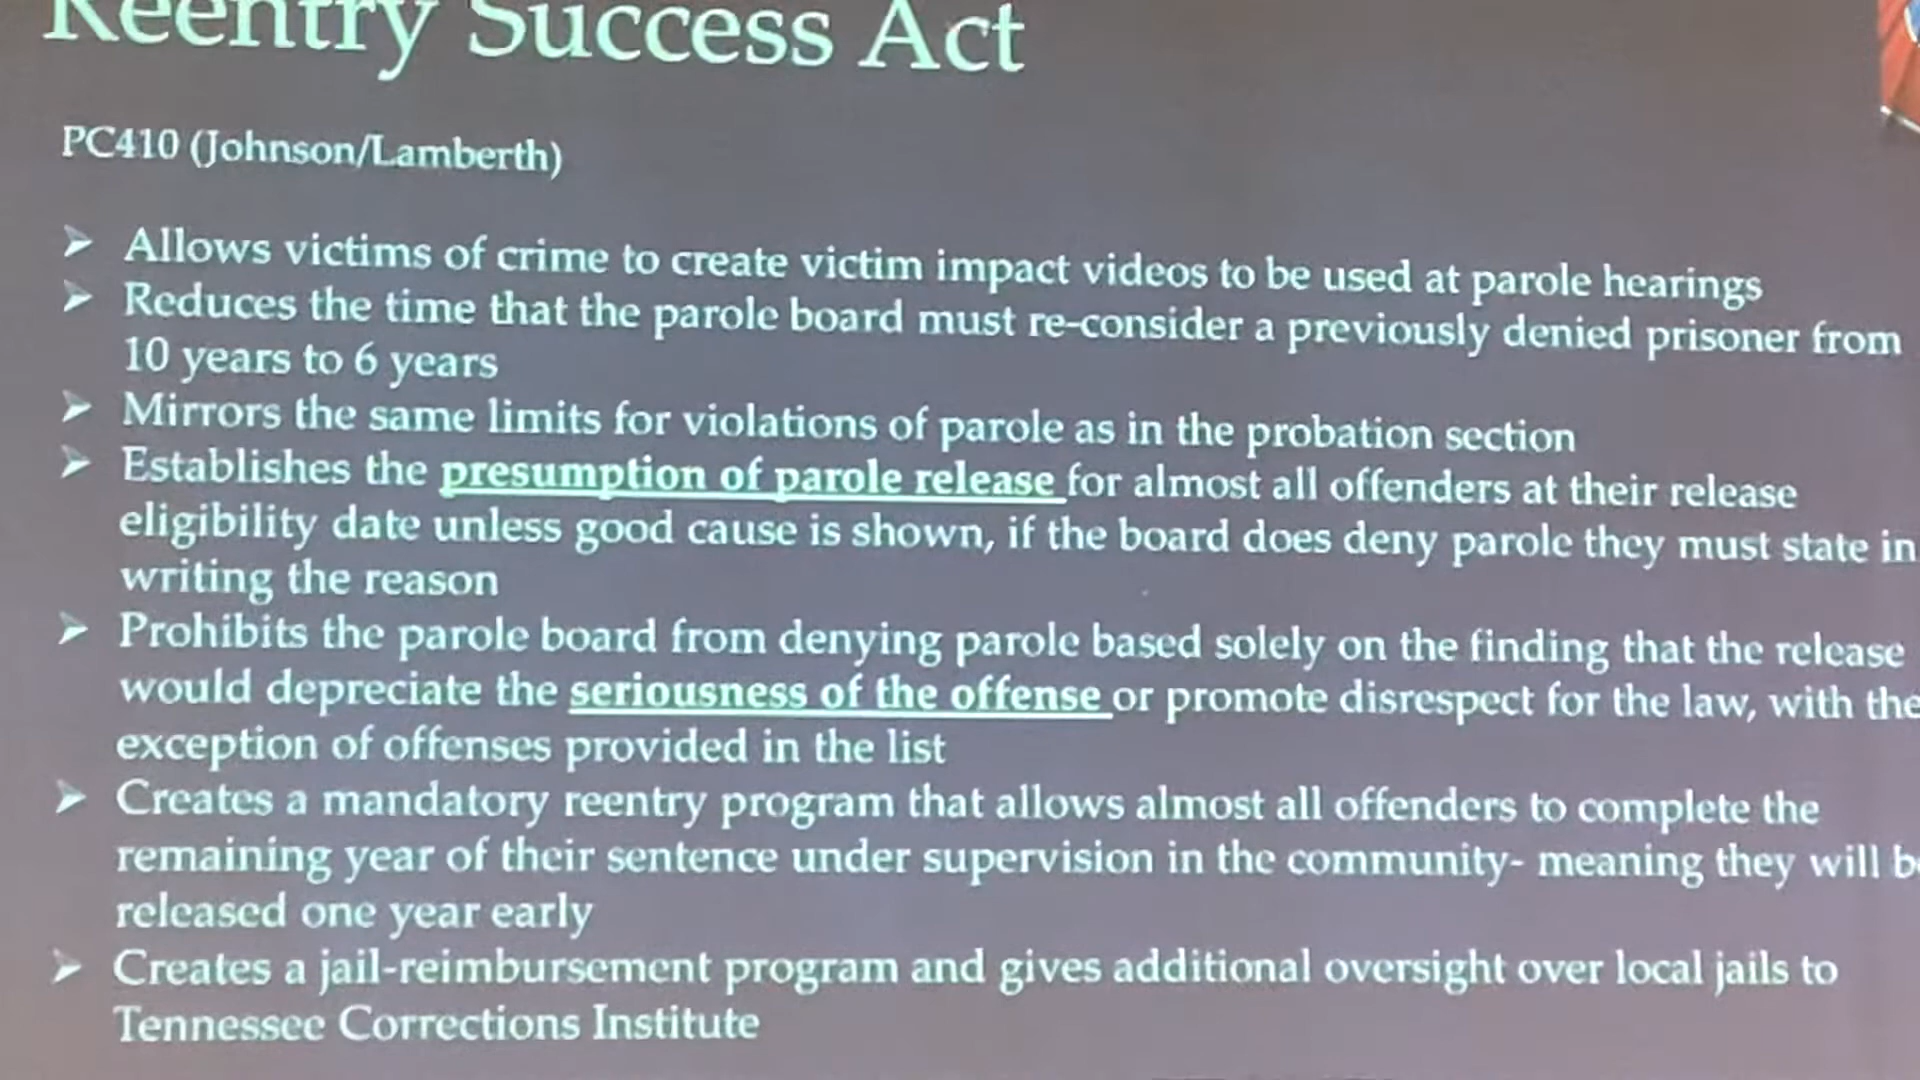 Reentry Success Act
PC410 (Johnson/Lamberth)
➤ Allows victims of crime to create victim impact videos to be used at parole hearings
➤ Reduces the time that the parole board must re-consider a previously denied prisoner from
10 years to 6 years
➤ Mirrors the same limits for violations of parole as in the probation section
➤ Establishes the presumption of parole release for almost all offenders at their release
eligibility date unless good cause is shown, if the board does deny parole they must state in
writing the reason
➤ Prohibits the parole board from denying parole based solely on the finding that the release
would depreciate the seriousness of the offense or promote disrespect for the law, with the
exception of offenses provided in the list
➤ Creates a mandatory reentry program that allows almost all offenders to complete the
remaining year of their sentence under supervision in the community- meaning they will be
released one year early
➤ Creates a jail-reimbursement program and gives additional oversight over local jails to
Tennessee Corrections Institute